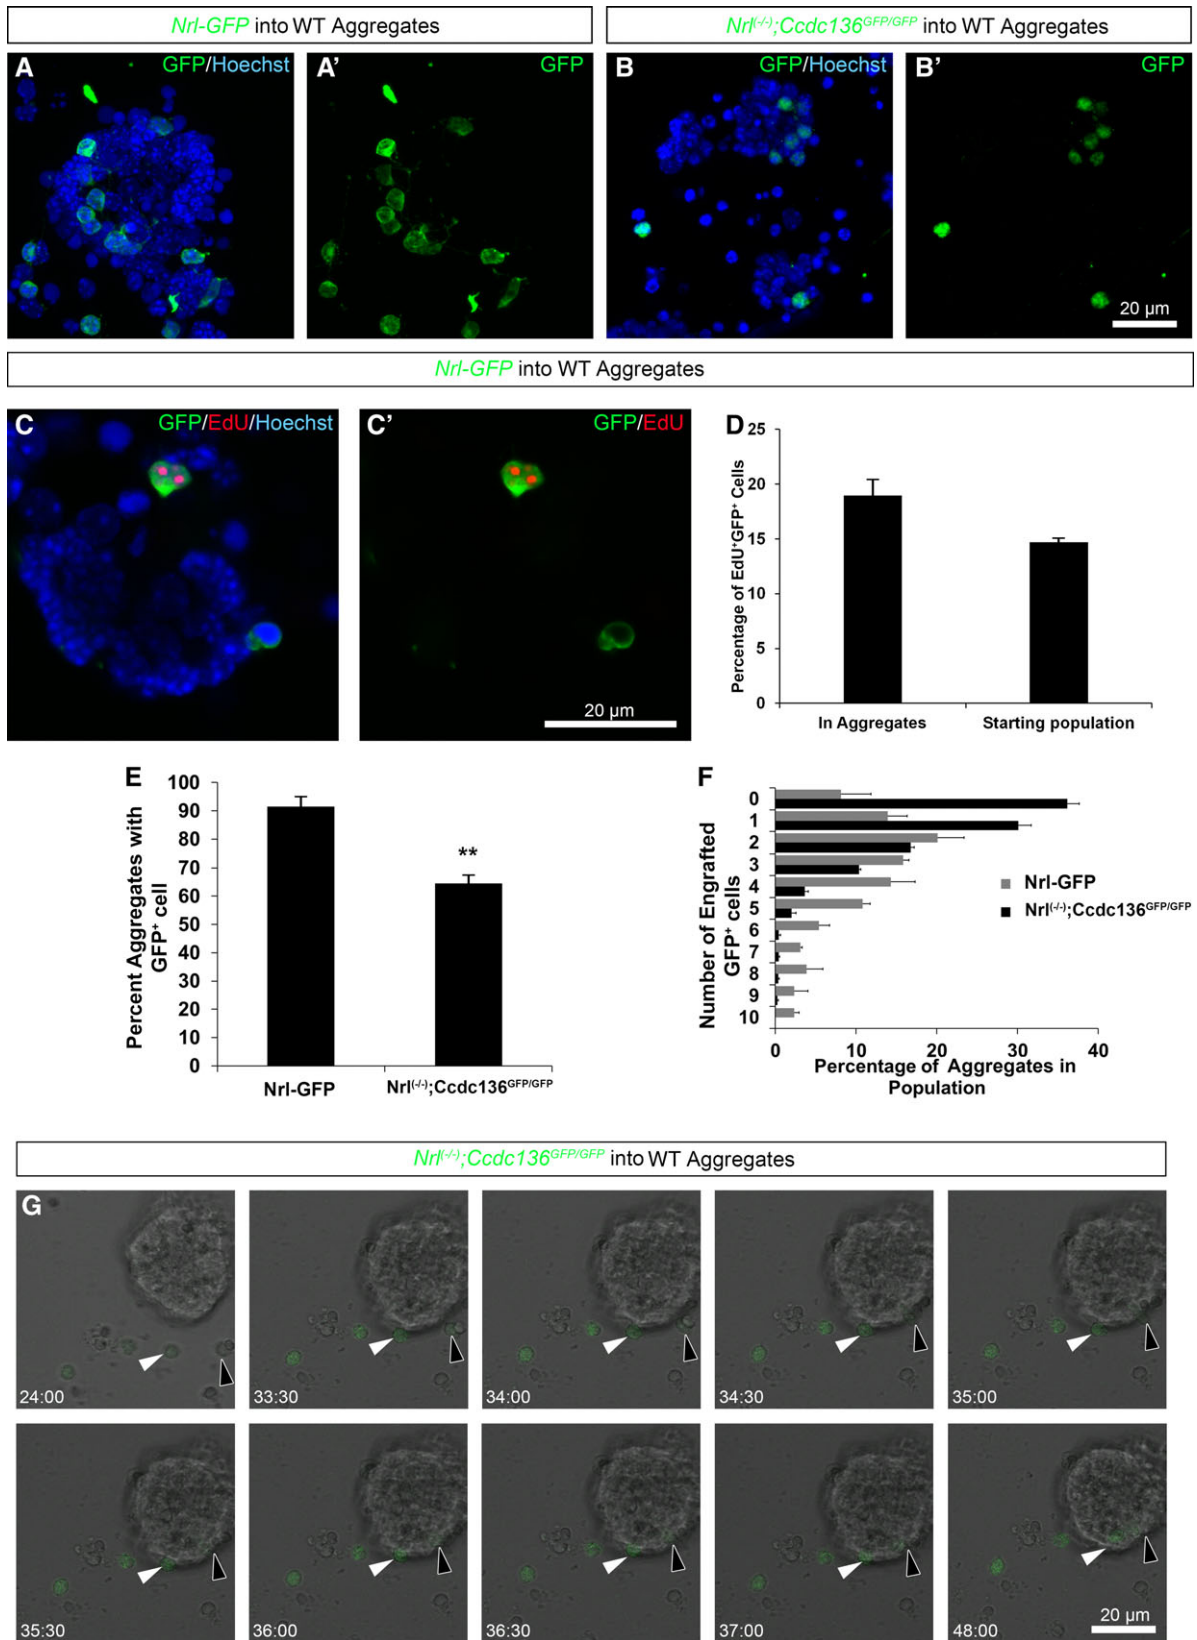 Nrl-GFP into WT Aggregates
Nrl(-/-);Ccdc136GFP/GFP into WT Aggregates
A
GFP/Hoechst
A'
GFP
B
GFP/Hoechst
B'
GFP
20 µm
Nrl-GFP into WT Aggregates
C
GFP/EdU/Hoechst
C'
GFP/EdU
20 µm
D
Percentage of EdU+GFP+ Cells
25
20
15
10
5
0
In Aggregates
Starting population
E
Percent Aggregates with
GFP+ cell
100
90
80
70
60
50
40
30
20
10
0
**
Nrl-GFP
Nrl(-/-);Ccdc136GFP/GFP
F
Number of Engrafted
GFP+ cells
0
1
2
3
4
5
6
7
8
9
10
Nrl-GFP
Nrl(-/-);Ccdc136GFP/GFP
0
10
20
30
40
Percentage of Aggregates in
Population
Nrl(-/-);Ccdc136GFP/GFP into WT Aggregates
G
24:00
33:30
34:00
34:30
35:00
35:30
36:00
36:30
37:00
48:00
20 µm